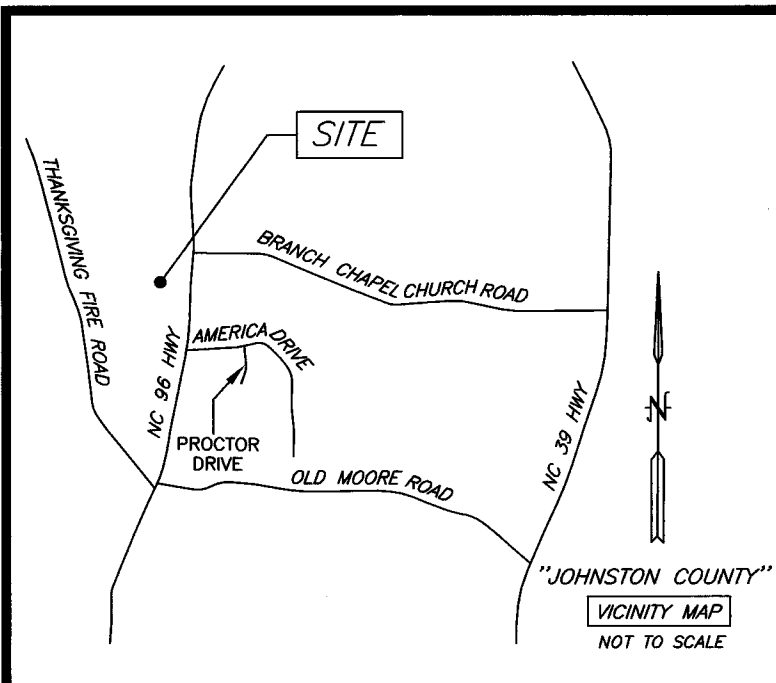 SITE
THANKSGIVING FIRE ROAD
BRANCH CHAPEL CHURCH ROAD
AMERICA DRIVE
NC 96 HWY
PROCTOR
DRIVE
OLD MOORE ROAD
NC 39 HWY
N
"JOHNSTON COUNTY"
VICINITY MAP
NOT TO SCALE